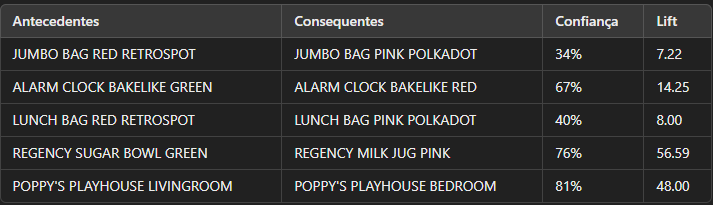 Antecedentes Consequentes Confiança Lift
JUMBO BAG RED RETROSPOT JUMBO BAG PINK POLKADOT 34% 7.22
ALARM CLOCK BAKELIKE GREEN ALARM CLOCK BAKELIKE RED 67% 14.25
LUNCH BAG RED RETROSPOT LUNCH BAG PINK POLKADOT 40% 8.00
REGENCY SUGAR BOWL GREEN REGENCY MILK JUG PINK 76% 56.59
POPPY'S PLAYHOUSE LIVINGROOM POPPY'S PLAYHOUSE BEDROOM 81% 48.00